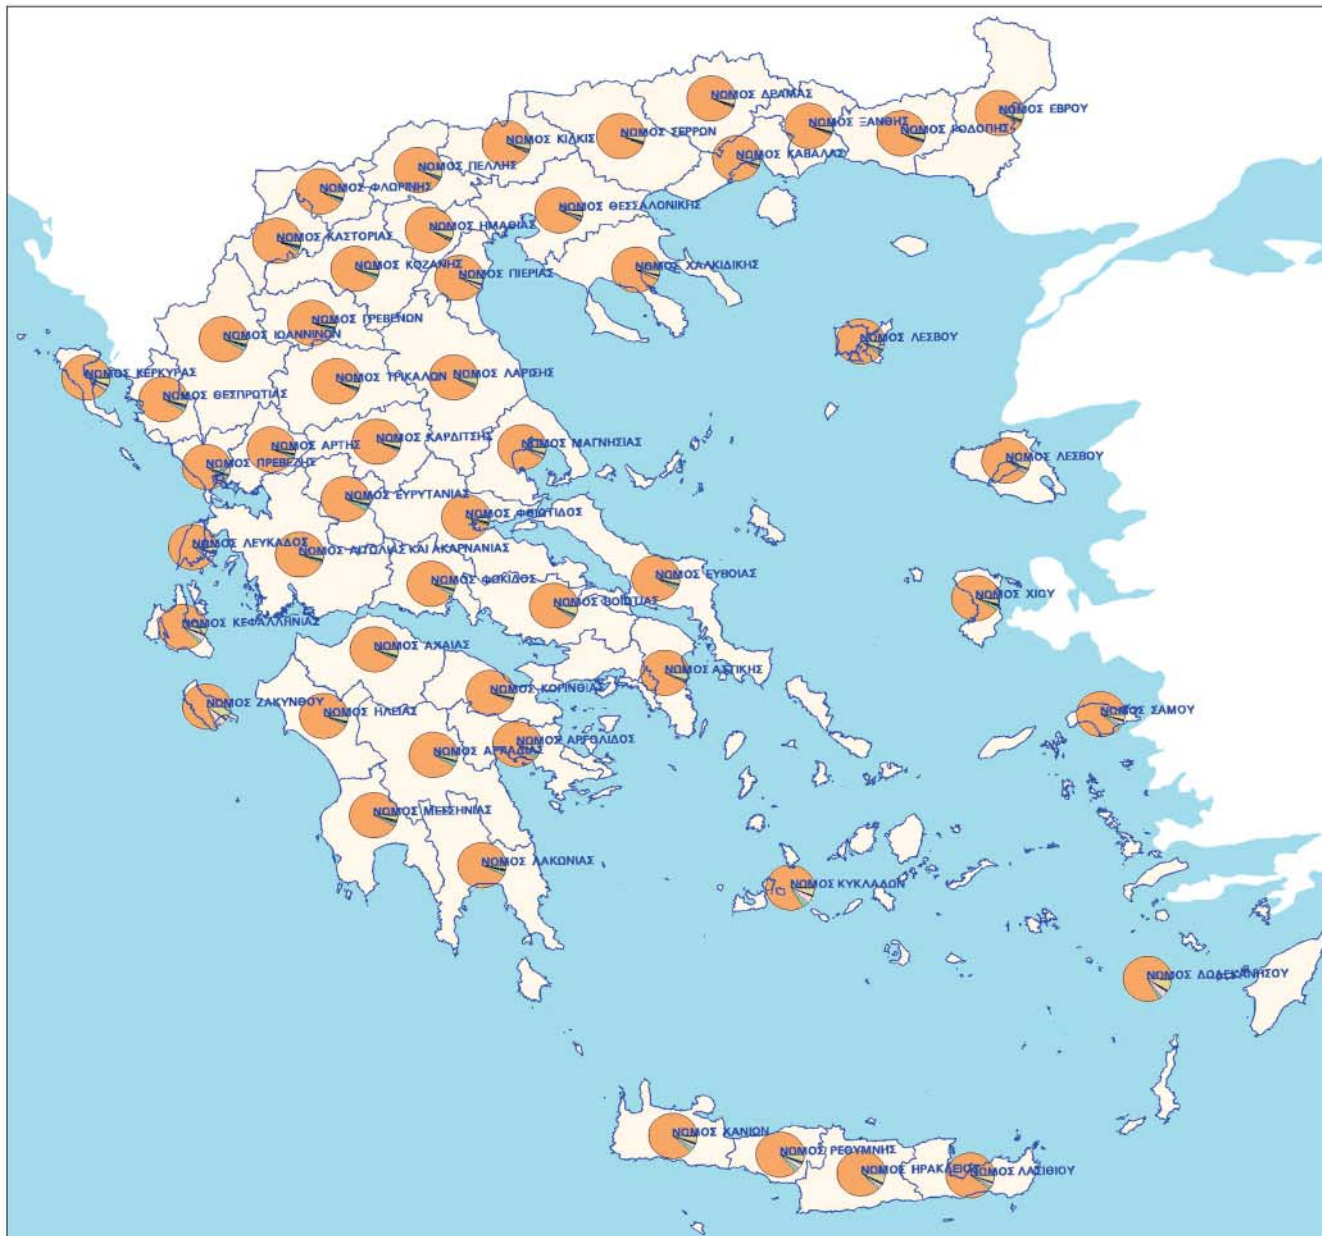 ΝΟΜΟΣ ΔΡΑΜΑΣ
ΝΟΜΟΣ ΕΒΡΟΥ
ΝΟΜΟΣ ΞΑΝΘΗΣ
ΝΟΜΟΣ ΡΟΔΟΠΗΣ
ΝΟΜΟΣ ΣΕΡΡΩΝ
ΝΟΜΟΣ ΚΙΛΚΙΣ
ΝΟΜΟΣ ΚΑΒΑΛΑΣ
ΝΟΜΟΣ ΠΕΛΛΗΣ
ΝΟΜΟΣ ΦΛΩΡΙΝΗΣ
ΝΟΜΟΣ ΘΕΣΣΑΛΟΝΙΚΗΣ
ΝΟΜΟΣ ΗΜΑΘΙΑΣ
ΝΟΜΟΣ ΚΑΣΤΟΡΙΑΣ
ΝΟΜΟΣ ΚΟΖΑΝΗΣ
ΝΟΜΟΣ ΧΑΛΚΙΔΙΚΗΣ
ΝΟΜΟΣ ΠΙΕΡΙΑΣ
ΝΟΜΟΣ ΓΡΕΒΕΝΩΝ
ΝΟΜΟΣ ΙΩΑΝΝΙΝΩΝ
ΝΟΜΟΣ ΛΕΣΒΟΥ
ΝΟΜΟΣ ΚΕΡΚΥΡΑΣ
ΝΟΜΟΣ ΤΡΙΚΑΛΩΝ
ΝΟΜΟΣ ΛΑΡΙΣΗΣ
ΝΟΜΟΣ ΘΕΣΠΡΩΤΙΑΣ
ΝΟΜΟΣ ΚΑΡΔΙΤΣΗΣ
ΝΟΜΟΣ ΑΡΤΗΣ
ΝΟΜΟΣ ΜΑΓΝΗΣΙΑΣ
ΝΟΜΟΣ ΛΕΣΒΟΥ
ΝΟΜΟΣ ΠΡΕΒΕΖΗΣ
ΝΟΜΟΣ ΕΥΡΥΤΑΝΙΑΣ
ΝΟΜΟΣ ΦΘΙΩΤΙΔΟΣ
ΝΟΜΟΣ ΛΕΥΚΑΔΟΣ
ΝΟΜΟΣ ΑΙΤΩΛΙΑΣ ΚΑΙ ΑΚΑΡΝΑΝΙΑΣ
ΝΟΜΟΣ ΕΥΒΟΙΑΣ
ΝΟΜΟΣ ΦΩΚΙΔΟΣ
ΝΟΜΟΣ ΧΙΟΥ
ΝΟΜΟΣ ΒΟΙΩΤΙΑΣ
ΝΟΜΟΣ ΚΕΦΑΛΛΗΝΙΑΣ
ΝΟΜΟΣ ΑΧΑΙΑΣ
ΝΟΜΟΣ ΑΤΤΙΚΗΣ
ΝΟΜΟΣ ΚΟΡΙΝΘΙΑΣ
ΝΟΜΟΣ ΖΑΚΥΝΘΟΥ
ΝΟΜΟΣ ΗΛΕΙΑΣ
ΝΟΜΟΣ ΣΑΜΟΥ
ΝΟΜΟΣ ΑΡΓΟΛΙΔΟΣ
ΝΟΜΟΣ ΑΡΚΑΔΙΑΣ
ΝΟΜΟΣ ΜΕΣΣΗΝΙΑΣ
ΝΟΜΟΣ ΛΑΚΩΝΙΑΣ
ΝΟΜΟΣ ΚΥΚΛΑΔΩΝ
ΝΟΜΟΣ ΔΩΔΕΚΑΝΗΣΟΥ
ΝΟΜΟΣ ΧΑΝΙΩΝ
ΝΟΜΟΣ ΡΕΘΥΜΝΗΣ
ΝΟΜΟΣ ΗΡΑΚΛΕΙΟΥ
ΝΟΜΟΣ ΛΑΣΙΘΙΟΥ